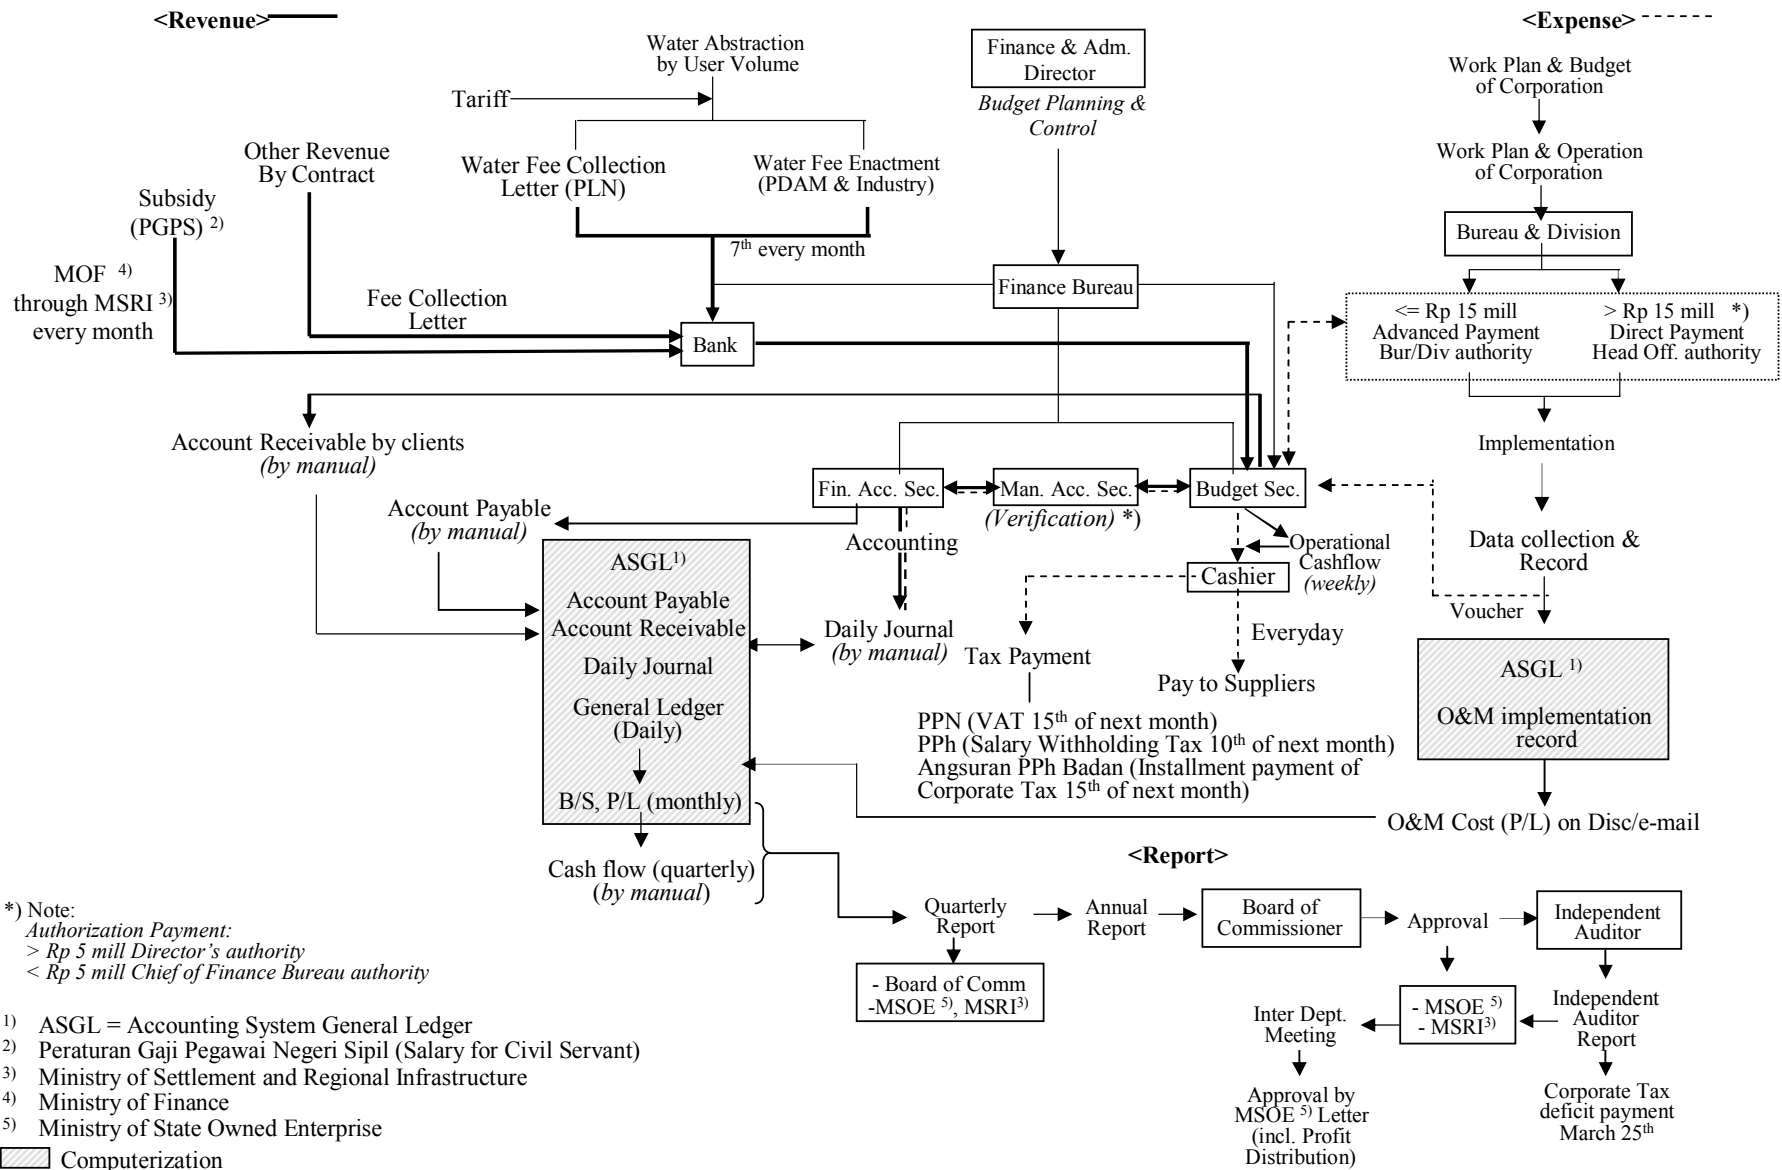 <Revenue>
<Expense>
Water Abstraction
by User Volume
Tariff
Finance & Adm.
Director
Budget Planning &
Control
Work Plan & Budget
of Corporation
Work Plan & Operation
of Corporation
Bureau & Division
Other Revenue
By Contract
Water Fee Collection
Letter (PLN)
Water Fee Enactment
(PDAM & Industry)
Subsidy
(PGPS) 2)
7th every month
MOF 4)
through MSRI 3)
every month
Fee Collection
Letter
Finance Bureau
Bank
<= Rp 15 mill
Advanced Payment
Bur/Div authority
> Rp 15 mill *)
Direct Payment
Head Off. authority
Account Receivable by clients
(by manual)
Implementation
Fin. Acc. Sec.
Man. Acc. Sec.
Budget Sec.
(Verification) *)
Account Payable
(by manual)
Accounting
Operational
Cashflow
(weekly)
Cashier
Data collection &
Record
Voucher
ASGL1)
Account Payable
Account Receivable
Daily Journal
General Ledger
(Daily)
B/S, P/L (monthly)
Daily Journal
(by manual)
Tax Payment
Everyday
Pay to Suppliers
PPN (VAT 15th of next month)
PPh (Salary Withholding Tax 10th of next month)
Angsuran PPh Badan (Installment payment of
Corporate Tax 15th of next month)
ASGL 1)
O&M implementation
record
O&M Cost (P/L) on Disc/e-mail
Cash flow (quarterly)
(by manual)
<Report>
Quarterly
Report
Annual
Report
Board of
Commissioner
Approval
Independent
Auditor
- Board of Comm
-MSOE 5), MSRI3)
- MSOE 5)
- MSRI3)
Independent
Auditor
Report
Inter Dept.
Meeting
Approval by
MSOE 5) Letter
(incl. Profit
Distribution)
Corporate Tax
deficit payment
March 25th
*) Note:
Authorization Payment:
> Rp 5 mill Director's authority
< Rp 5 mill Chief of Finance Bureau authority
1) ASGL = Accounting System General Ledger
2) Peraturan Gaji Pegawai Negeri Sipil (Salary for Civil Servant)
3) Ministry of Settlement and Regional Infrastructure
4) Ministry of Finance
5) Ministry of State Owned Enterprise
Computerization